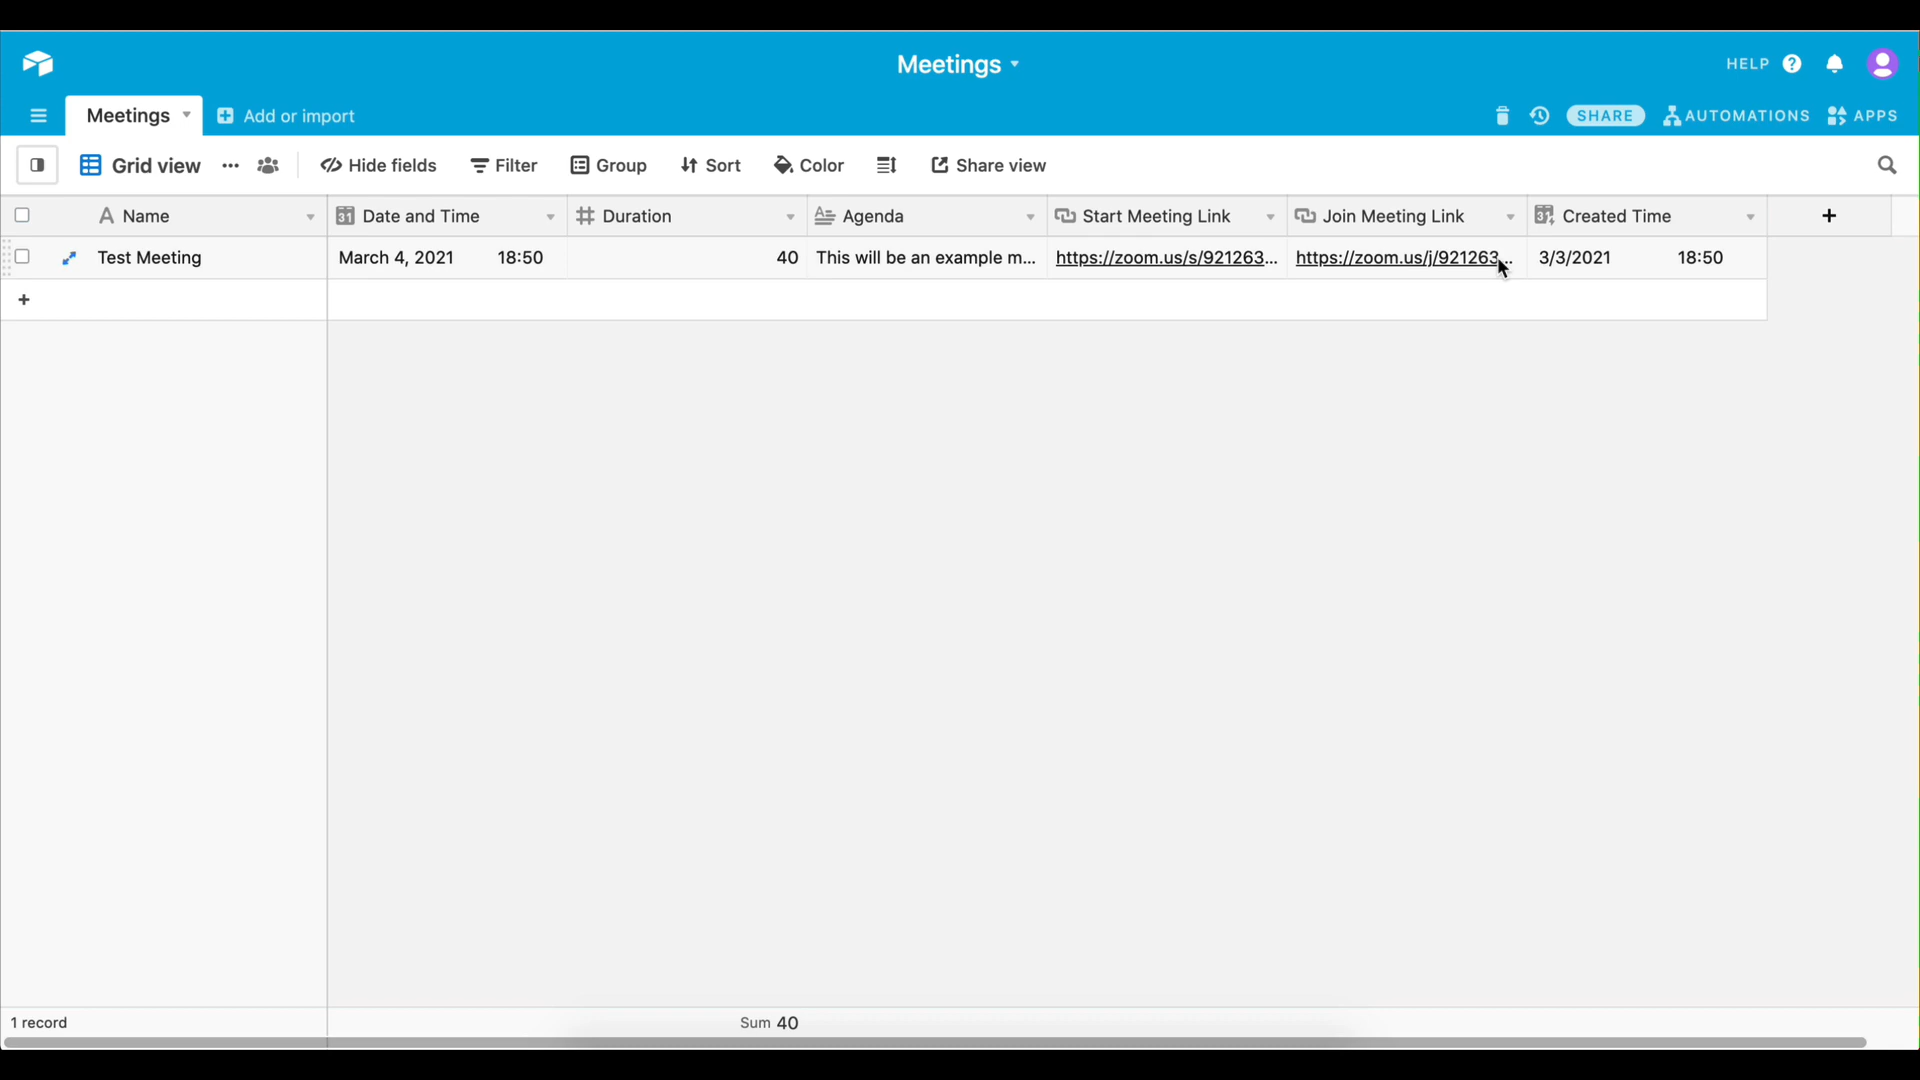 Meetings
HELP
Meetings
Add or import
SHARE
AUTOMATIONS
APPS
Grid view
Hide fields
Filter
Group
Sort
Color
Share view
Name
Date and Time
Duration
Agenda
Start Meeting Link
Join Meeting Link
Created Time
Test Meeting
March 4, 2021 18:50
40
This will be an example m...
https://zoom.us/s/921263...
https://zoom.us/j/921263...
3/3/2021 18:50
1 record
Sum 40